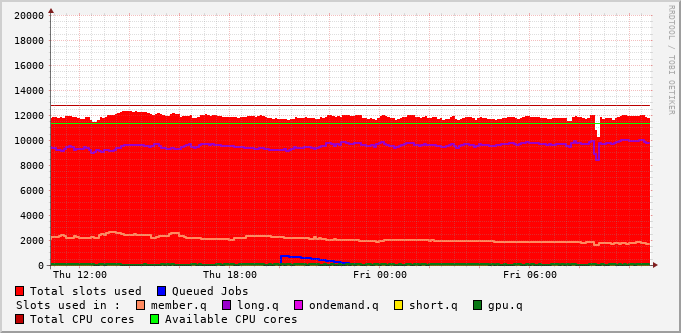 20000
18000
16000
14000
12000
10000
8000
6000
4000
2000
0
Thu 12:00 Thu 18:00 Fri 00:00 Fri 06:00
RRDTOOL / TOBI OETIKER
Total slots used Queued Jobs
Slots used in : member.q long.q ondemand.q short.q gpu.q
Total CPU cores Available CPU cores